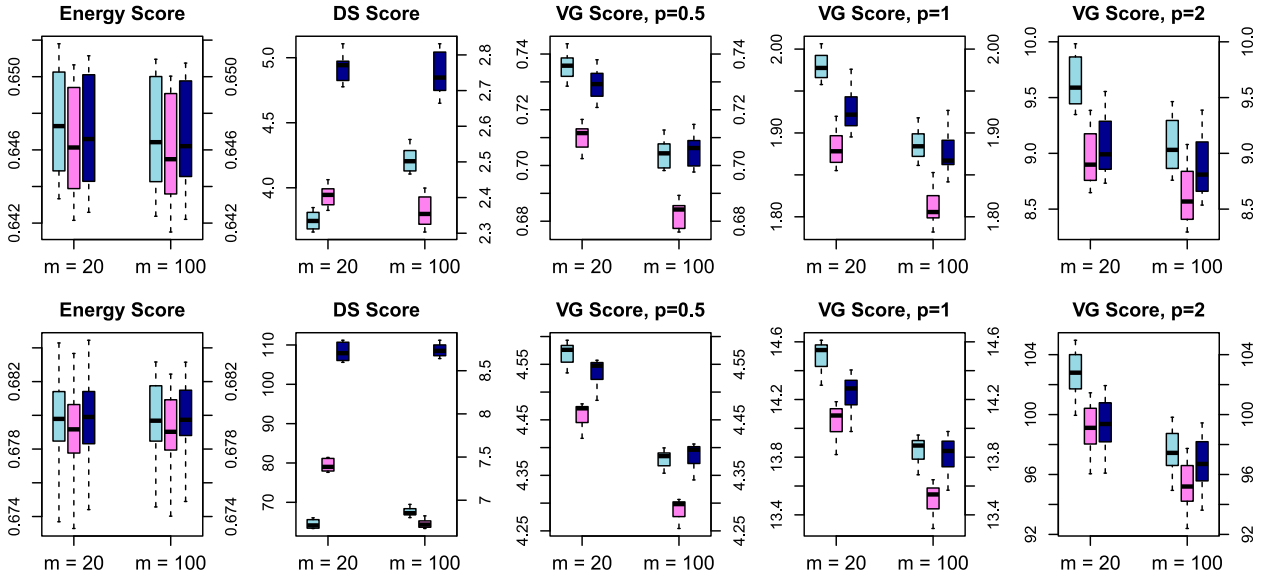 Energy Score
DS Score
VG Score, p=0.5
VG Score, p=1
VG Score, p=2
0.642 0.646 0.650
0.642 0.646 0.650
4.0 4.5 5.0
2.3 2.4 2.5 2.6 2.7 2.8
0.68 0.70 0.72 0.74
0.68 0.70 0.72 0.74
1.80 1.90 2.00
1.80 1.90 2.00
8.5 9.0 9.5 10.0
8.5 9.0 9.5 10.0
m = 20 m = 100
m = 20 m = 100
m = 20 m = 100
m = 20 m = 100
m = 20 m = 100
Energy Score
DS Score
VG Score, p=0.5
VG Score, p=1
VG Score, p=2
0.674 0.678 0.682
0.674 0.678 0.682
70 80 90 100 110
7 7.5 8 8.5
4.25 4.35 4.45 4.55
4.25 4.35 4.45 4.55
13.4 13.8 14.2 14.6
13.4 13.8 14.2 14.6
92 96 100 104
92 96 100 104
m = 20 m = 100
m = 20 m = 100
m = 20 m = 100
m = 20 m = 100
m = 20 m = 100